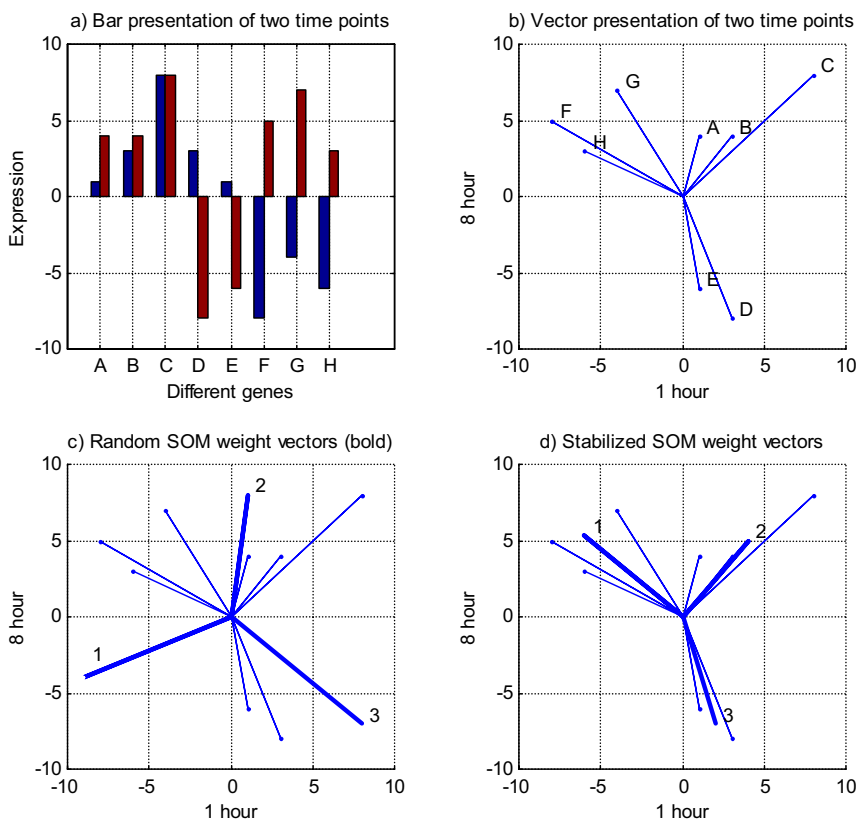 a) Bar presentation of two time points
10
5
0
-5
-10
Expression
A B C D E F G H
Different genes
b) Vector presentation of two time points
10
5
0
-5
-10
8 hour
C
G
F
A
B
H
E
D
-10 -5 0 5 10
1 hour
c) Random SOM weight vectors (bold)
10
5
0
-5
-10
8 hour
2
1
3
-10 -5 0 5 10
1 hour
d) Stabilized SOM weight vectors
10
5
0
-5
-10
8 hour
1
2
3
-10 -5 0 5 10
1 hour